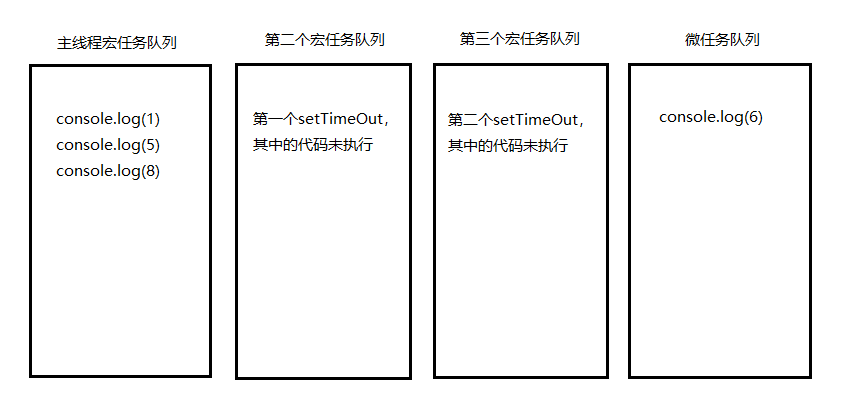 主线程宏任务队列
第二个宏任务队列
第三个宏任务队列
微任务队列
console.log(1)
console.log(5)
console.log(8)
第一个setTimeOut，
其中的代码未执行
第二个setTimeOut，
其中的代码未执行
console.log(6)